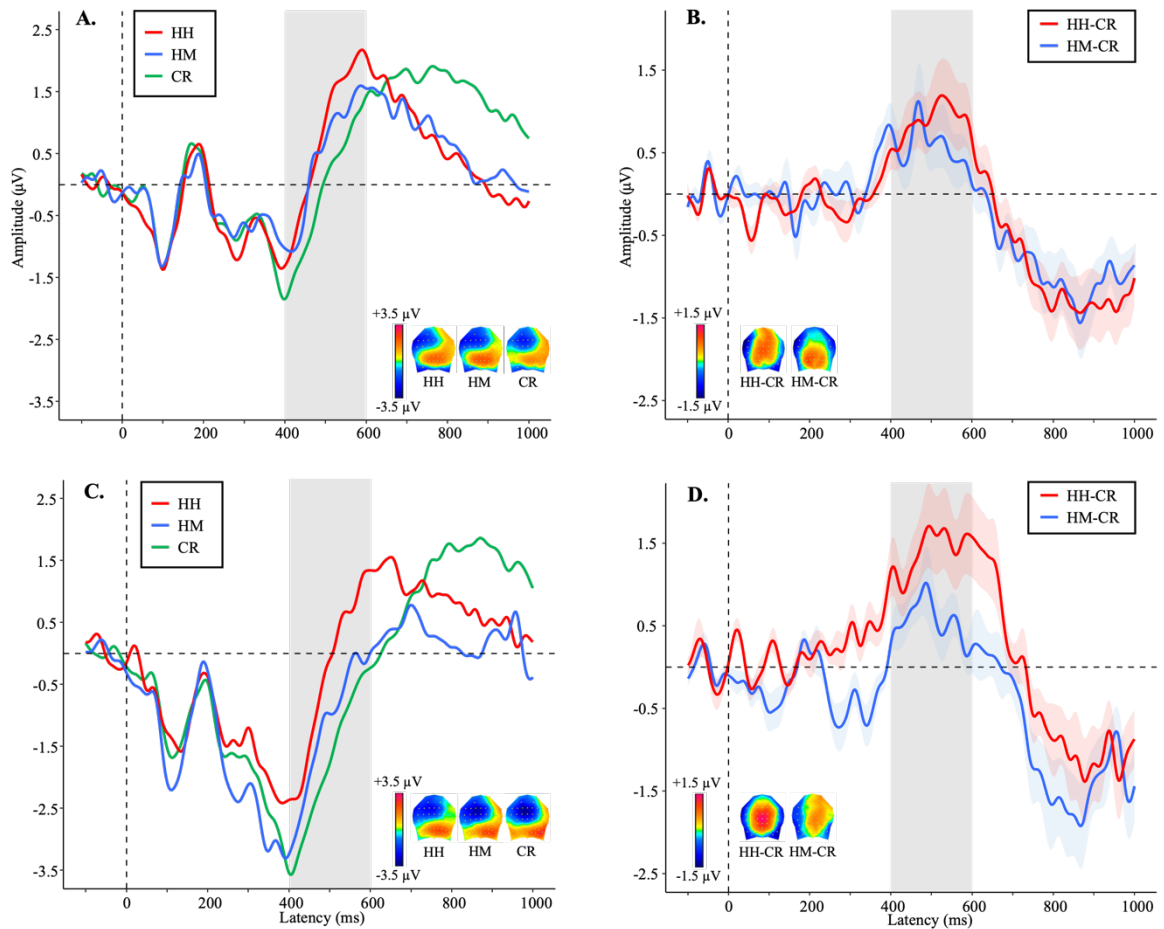 A.
HH
HM
CR
2.5
1.5
0.5
-0.5
-1.5
-2.5
-3.5
Amplitude (µV)
+3.5 µV
-3.5 µV
HH HM CR
0 200 400 600 800 1000
B.
HH-CR
HM-CR
1.5
0.5
-0.5
-1.5
-2.5
Amplitude (µV)
+1.5 µV
-1.5 µV
HH-CR HM-CR
0 200 400 600 800 1000
C.
HH
HM
CR
2.5
1.5
0.5
-0.5
-1.5
-2.5
-3.5
+3.5 µV
-3.5 µV
HH HM CR
0 200 400 600 800 1000
Latency (ms)
D.
HH-CR
HM-CR
1.5
0.5
-0.5
-1.5
-2.5
+1.5 µV
-1.5 µV
HH-CR HM-CR
0 200 400 600 800 1000
Latency (ms)